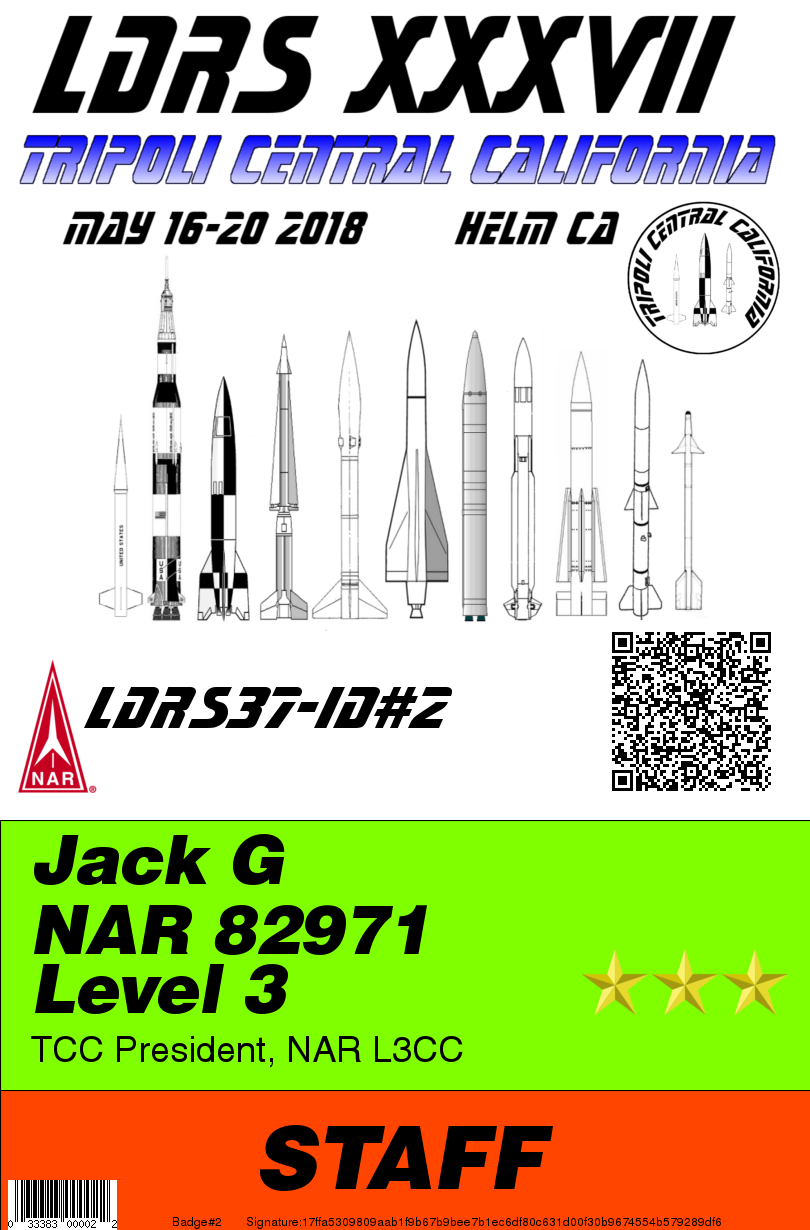 LDRS XXXVII
TRIPOLI CENTRAL CALIFORNIA
MAY 16-20 2018 HELM CA
TRIPOLI CENTRAL CALIFORNIA
UNITED STATES
USA
USA
LDRS37-ID#2
NAR®
Jack G
NAR 82971
Level 3
TCC President, NAR L3CC
STAFF
0 33383 00002 2
Badge#2 Signature:17ffa5309809aab1f9b67b9bee7b1ec6df80c631d00f30b9674554b579289df6